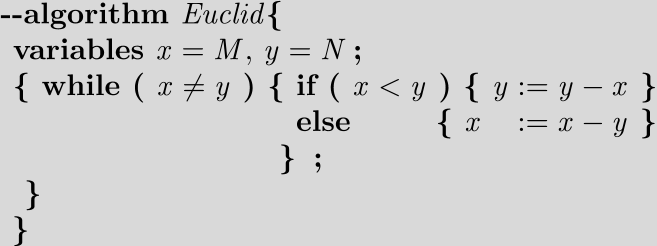 --algorithm Euclid{
variables x = M, y = N ;
{ while ( x ≠ y ) { if ( x < y ) { y := y − x }
else { x := x − y }
} ;
}
}